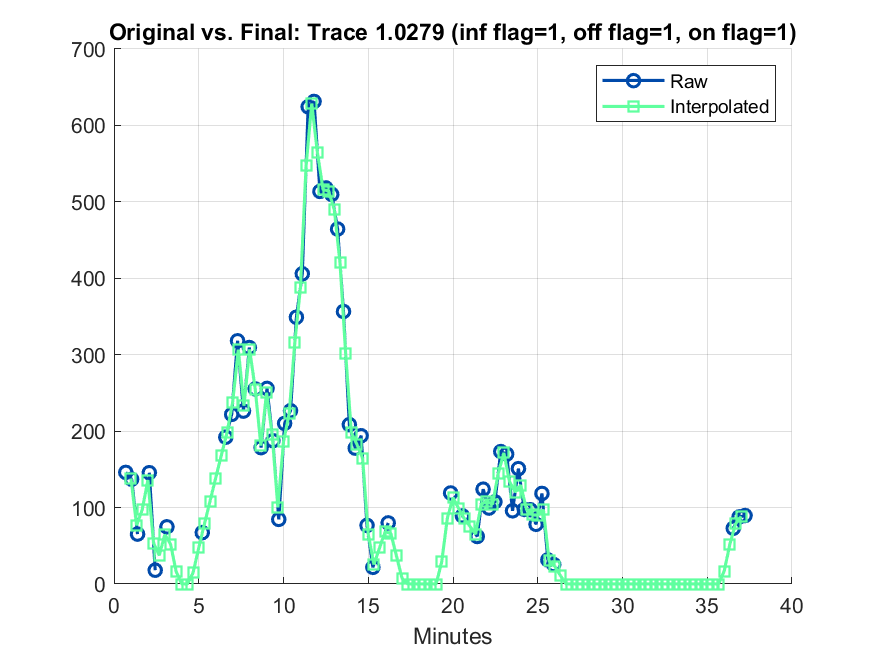 Original vs. Final: Trace 1.0279 (inf flag=1, off flag=1, on flag=1)
700
600
500
400
300
200
100
0
Raw
Interpolated
0 5 10 15 20 25 30 35 40
Minutes